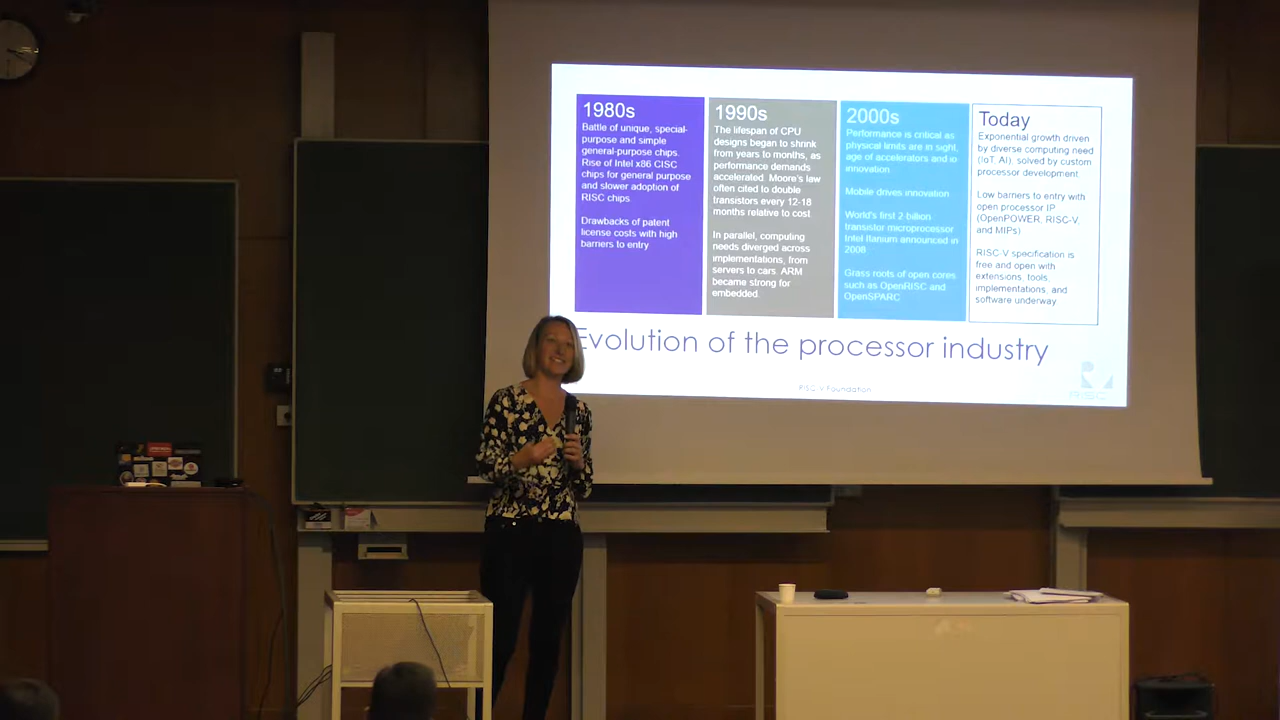 1980s
Battle of unique, special-
purpose and simple
general-purpose chips.
Rise of Intel x86 CISC
chips for general purpose
and slower adoption of
RISC chips
Drawbacks of patent
license costs with high
barriers to entry
1990s
The lifespan of CPU
designs began to shrink
from years to months, as
performance demands
accelerated. Moore's law
often cited to double
transistors every 12-18
months relative to cost
In parallel, computing
needs diverged across
implementations, from
servers to cars. ARM
became strong for
embedded.
2000s
Performance is critical as
physical limits are in sight,
age of accelerators and io
innovation
Mobile drives innovation
World's first 2 billion
transistor microprocessor
Intel Itanium announced in
2008
Grass roots of open cores
such as OpenRISC and
OpenSPARC
Today
Exponential growth driven
by diverse computing need
(IoT, AI), solved by custom
processor development
Low barriers to entry with
open processor IP
(OpenPOWER, RISC-V,
and MIPs)
RISC-V specification is
free and open with
extensions, tools,
implementations, and
software underway
Evolution of the processor industry
RISC-V Foundation
RISC